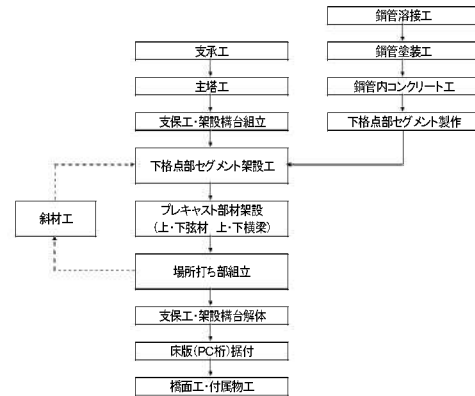 鋼管溶接工
支承工
鋼管塗装工
主塔工
鋼管内コンクリート工
支保工・架設構台組立
下格点部セグメント製作
下格点部セグメント架設工
斜材工
プレキャスト部材架設
(上・下弦材 上・下横梁)
場所打ち部組立
支保工・架設構台解体
床版(PC桁)据付
橋面工・付属物工